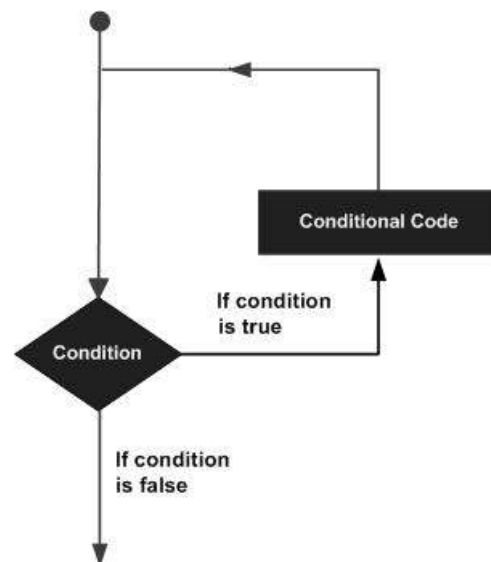 Conditional Code
If condition
is true
Condition
If condition
is false